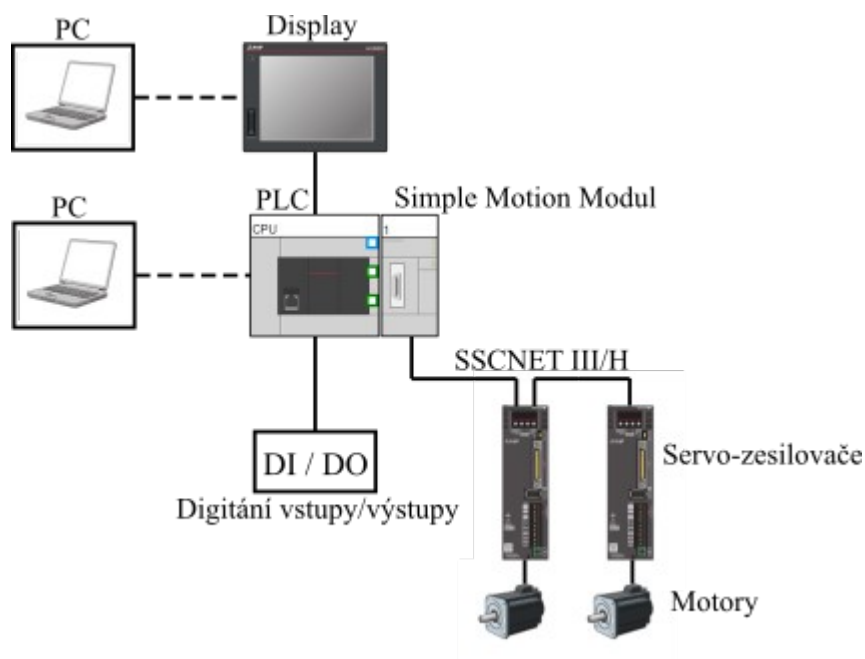 PC
Display
PC
PLC
Simple Motion Modul
CPU
1
SSCNET III/H
DI / DO
Servo-zesilovače
Digitání vstupy/výstupy
Motory